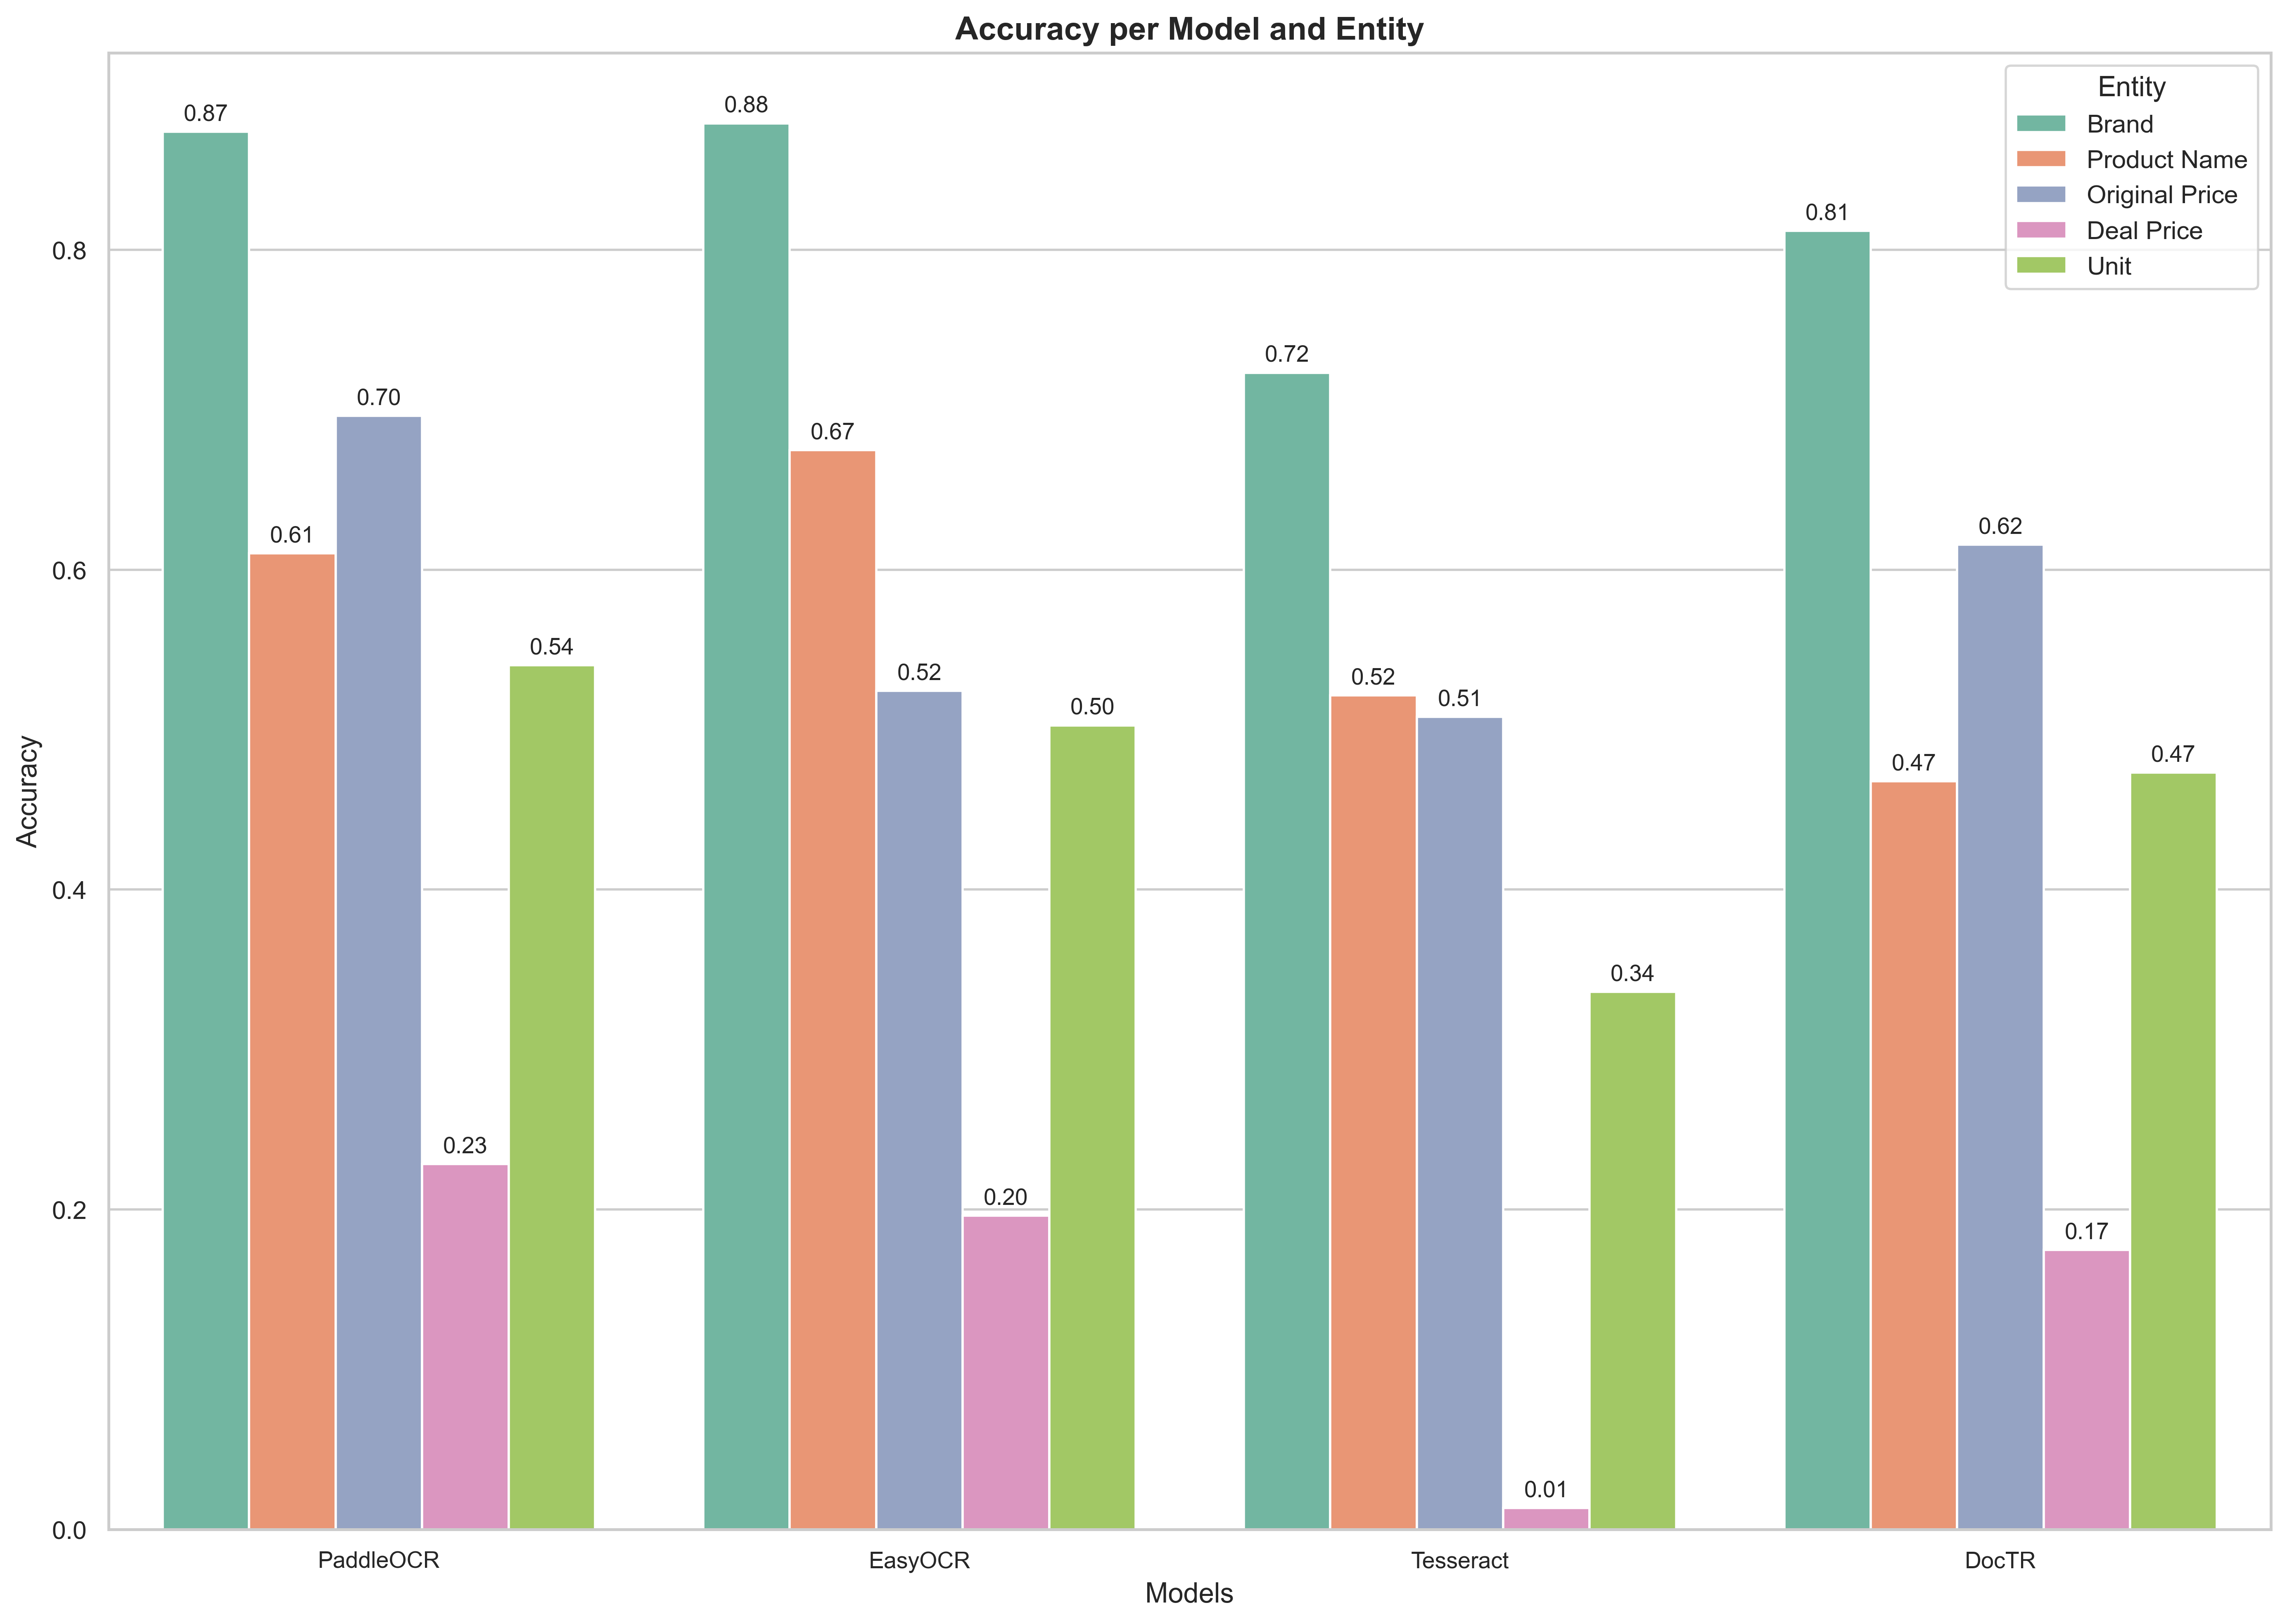 Accuracy per Model and Entity
Entity
Brand
Product Name
Original Price
Deal Price
Unit
Accuracy
0.8
0.6
0.4
0.2
0.0
0.87
0.61
0.70
0.23
0.54
0.88
0.67
0.52
0.20
0.50
0.72
0.52
0.51
0.01
0.34
0.81
0.47
0.62
0.17
0.47
PaddleOCR
EasyOCR
Tesseract
DocTR
Models